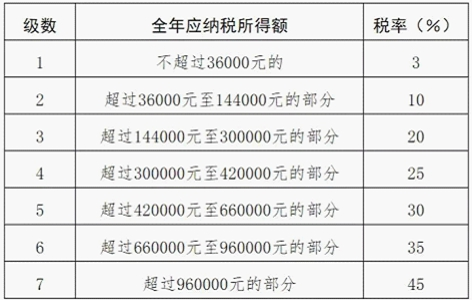 级数 全年应纳税所得额 税率（%）
1 不超过36000元的 3
2 超过36000元至144000元的部分 10
3 超过144000元至300000元的部分 20
4 超过300000元至420000元的部分 25
5 超过420000元至660000元的部分 30
6 超过660000元至960000元的部分 35
7 超过960000元的部分 45